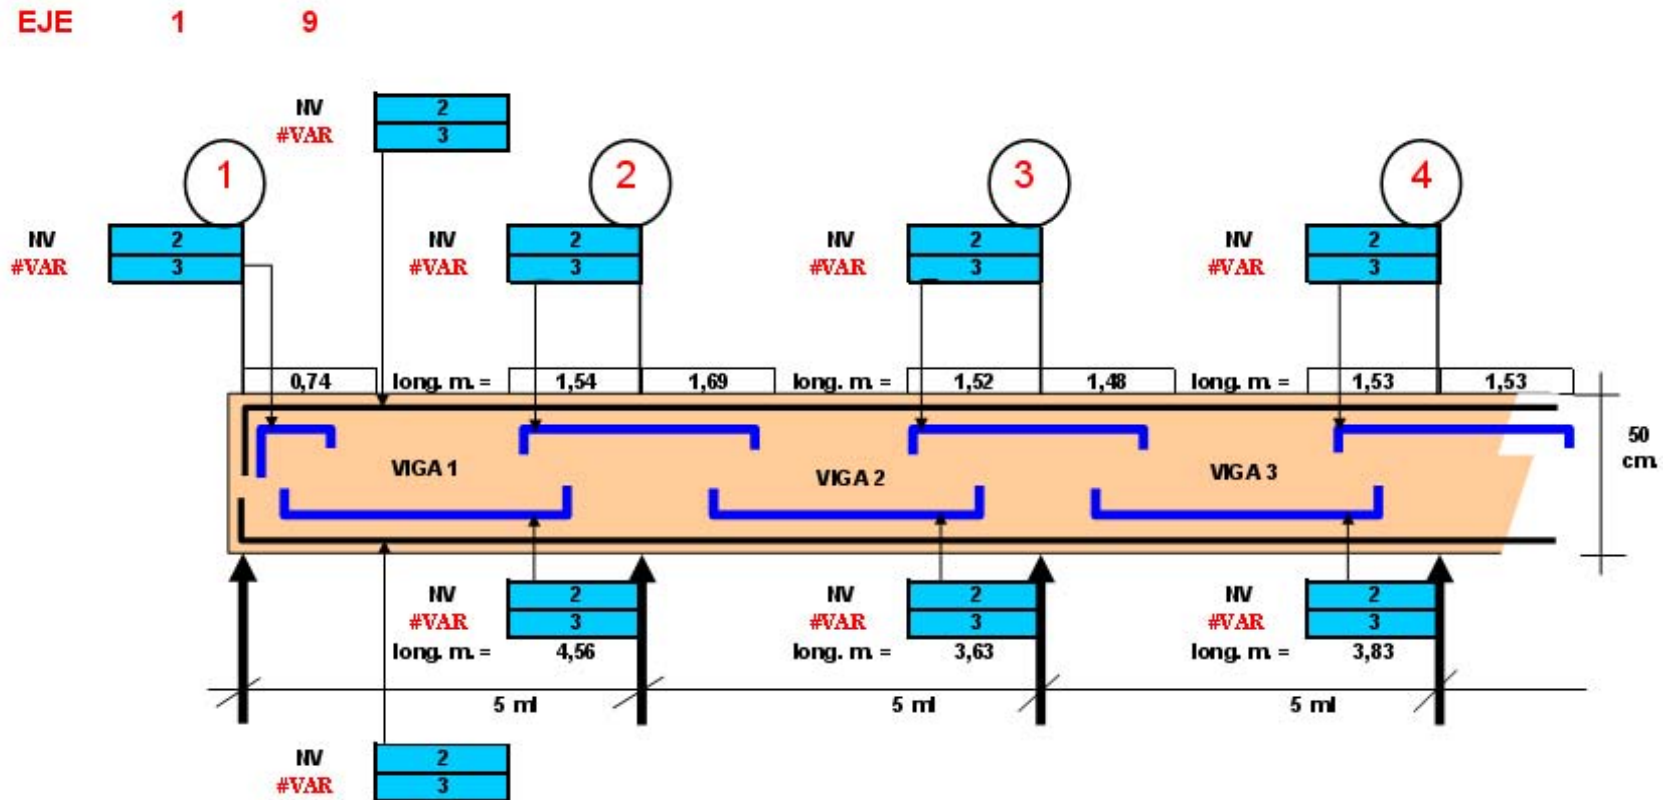 EJE 1 9
NV 2
#VAR 3
1 2 3 4
NV 2 NV 2 NV 2 NV 2
#VAR 3 #VAR 3 #VAR 3 #VAR 3
0,74 long. m. = 1,54 1,69 long. m. = 1,52 1,48 long. m. = 1,53 1,53
VIGA 1 VIGA 2 VIGA 3
50
cm.
NV 2 NV 2 NV 2
#VAR 3 #VAR 3 #VAR 3
long. m. = 4,56 long. m. = 3,63 long. m. = 3,83
5 ml 5 ml 5 ml
NV 2
#VAR 3